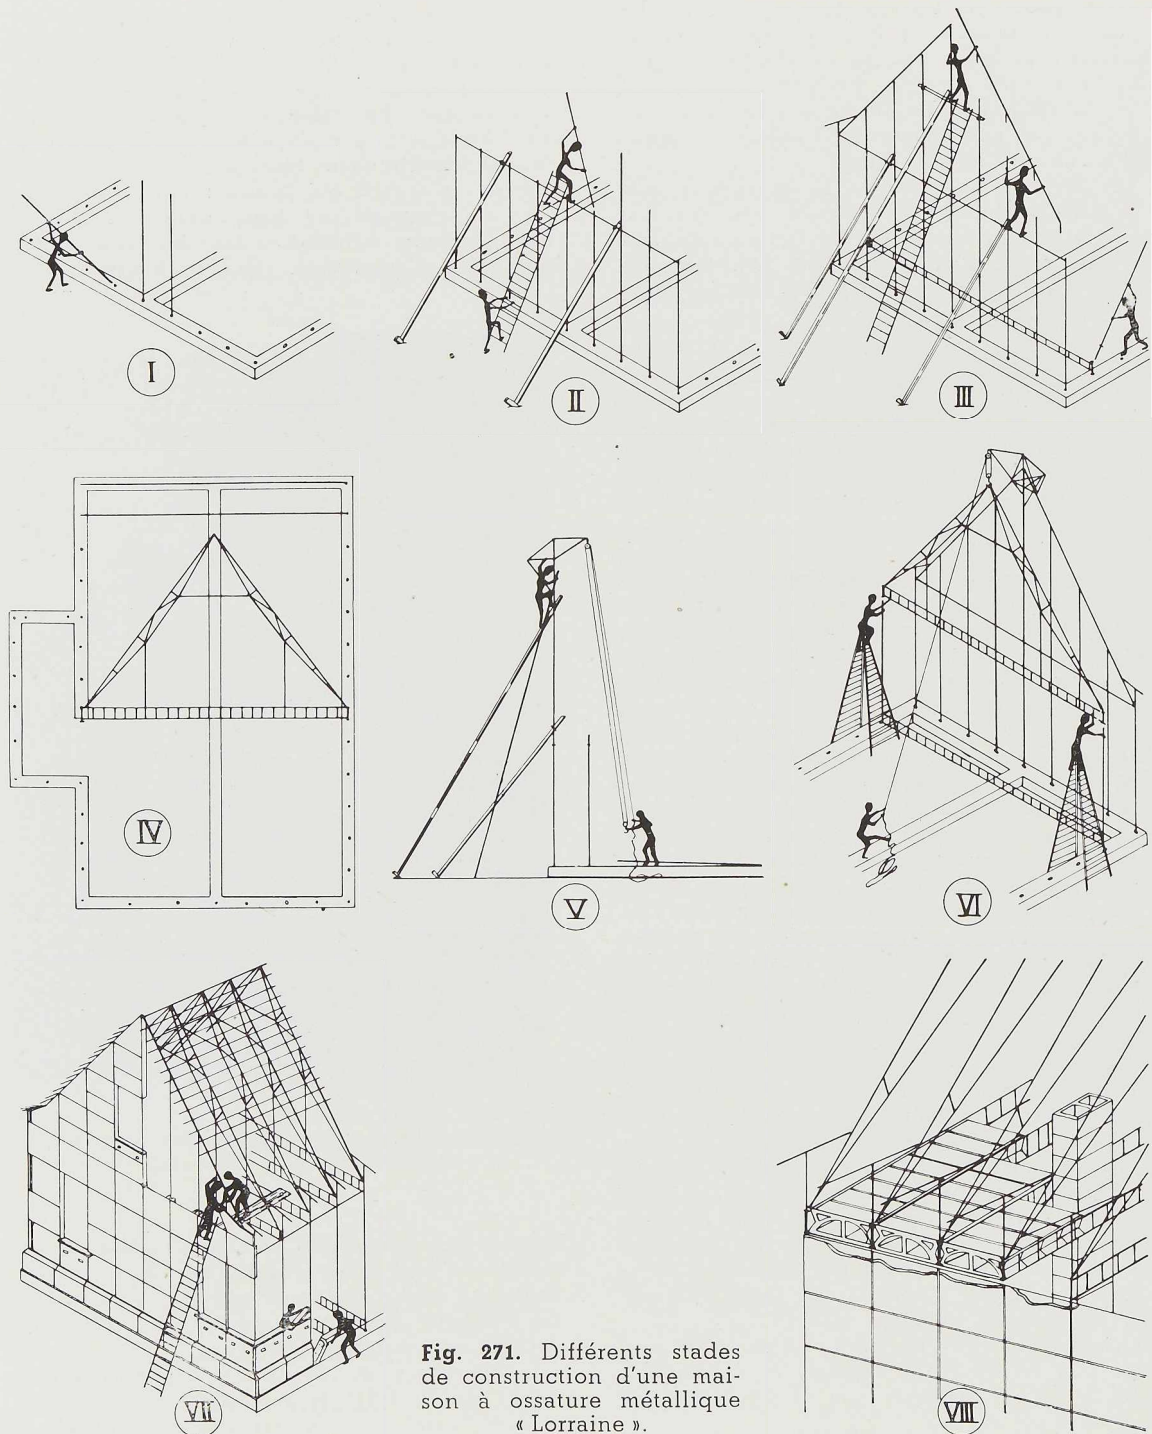 I
II
III
IV
V
VI
VII
VIII
Fig. 271. Différents stades
de construction d'une mai-
son à ossature métallique
« Lorraine ».